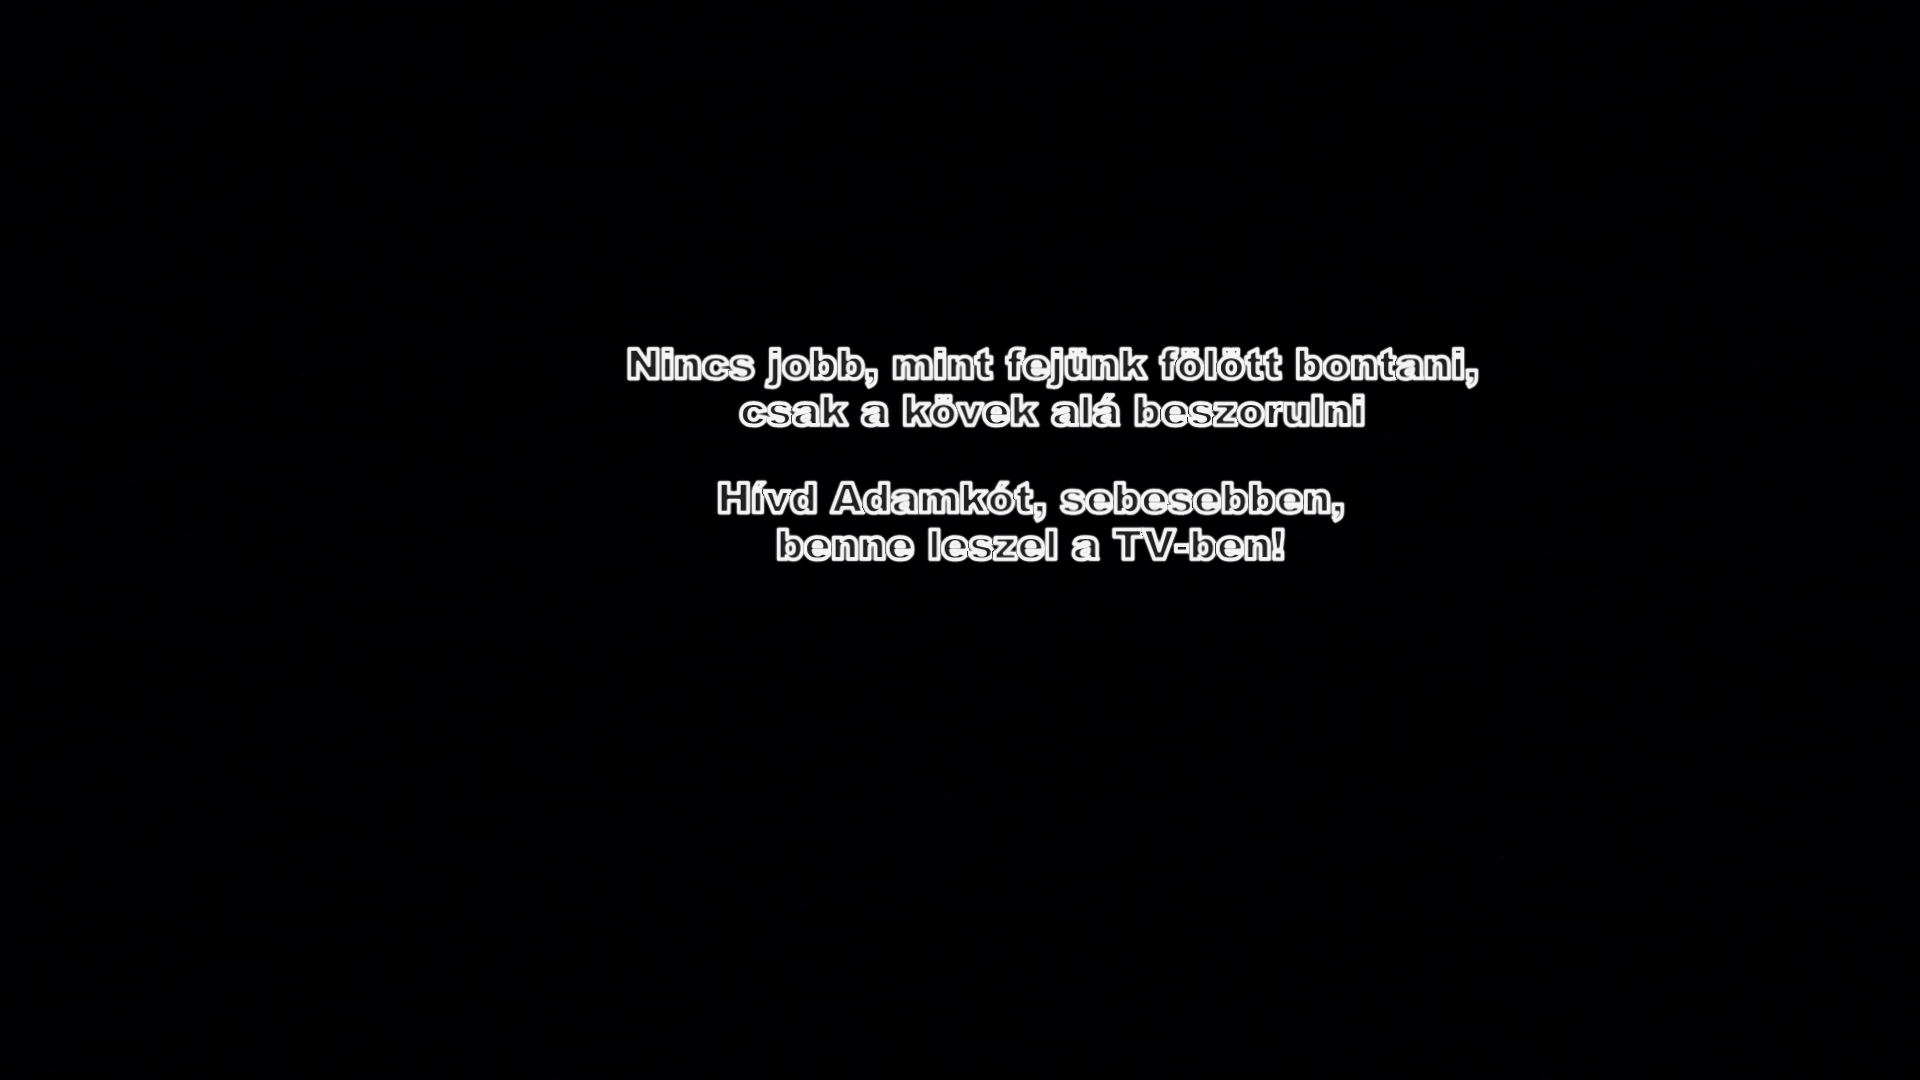 Nincs jobb, mint fejünk fölött bontani,
csak a kövek alá beszorulni
Hívd Adamkót, sebesebben,
benne leszel a TV-ben!